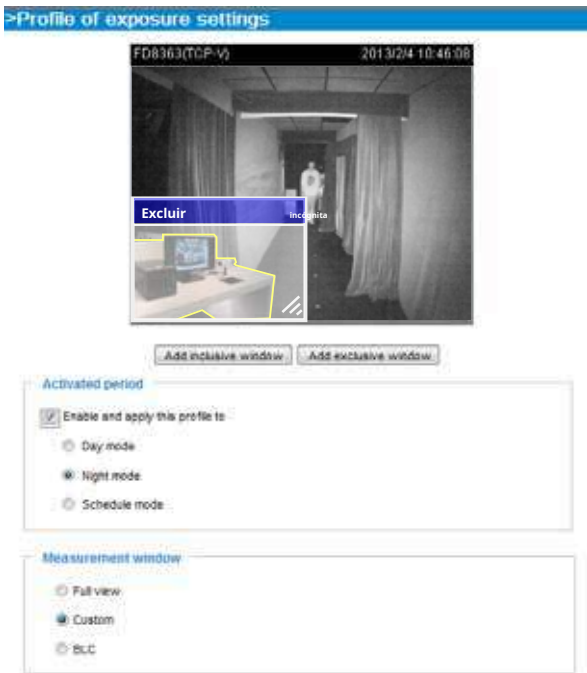 >Profile of exposure settings
FD8363(TCP-V) 2013/2/4 10:46:08
Excluir incógnita
Add inclusive window Add exclusive window
Activated period
Enable and apply this profile to
Day mode
Night mode
Schedule mode
Measurement window
Full view
Custom
BLC